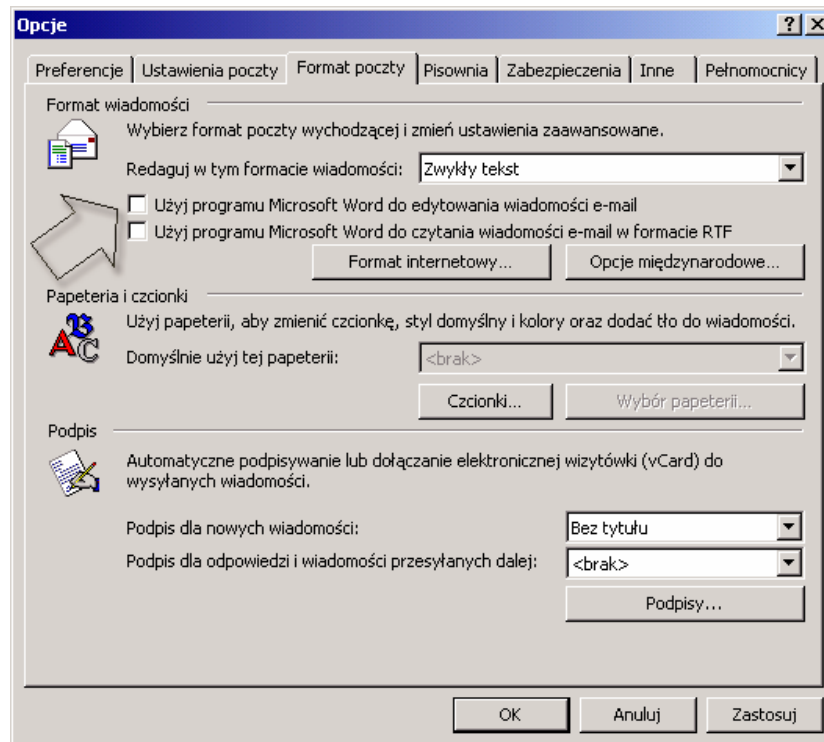 Opcje
Preferencje Ustawienia poczty Format poczty Pisownia Zabezpieczenia Inne Pełnomocnicy
Format wiadomości
Wybierz format poczty wychodzącej i zmień ustawienia zaawansowane.
Redaguj w tym formacie wiadomości: Zwykły tekst
Użyj programu Microsoft Word do edytowania wiadomości e-mail
Użyj programu Microsoft Word do czytania wiadomości e-mail w formacie RTF
Format internetowy... Opcje międzynarodowe...
Papeteria i czcionki
Użyj papeterii, aby zmienić czcionkę, styl domyślny i kolory oraz dodać tło do wiadomości.
Domyślnie użyj tej papeterii: <brak>
Czcionki... Wybór papeterii...
Podpis
Automatyczne podpisywanie lub dołączanie elektronicznej wizytówki (vCard) do
wysyłanych wiadomości.
Podpis dla nowych wiadomości: Bez tytułu
Podpis dla odpowiedzi i wiadomości przesyłanych dalej: <brak>
Podpisy...
OK Anuluj Zastosuj